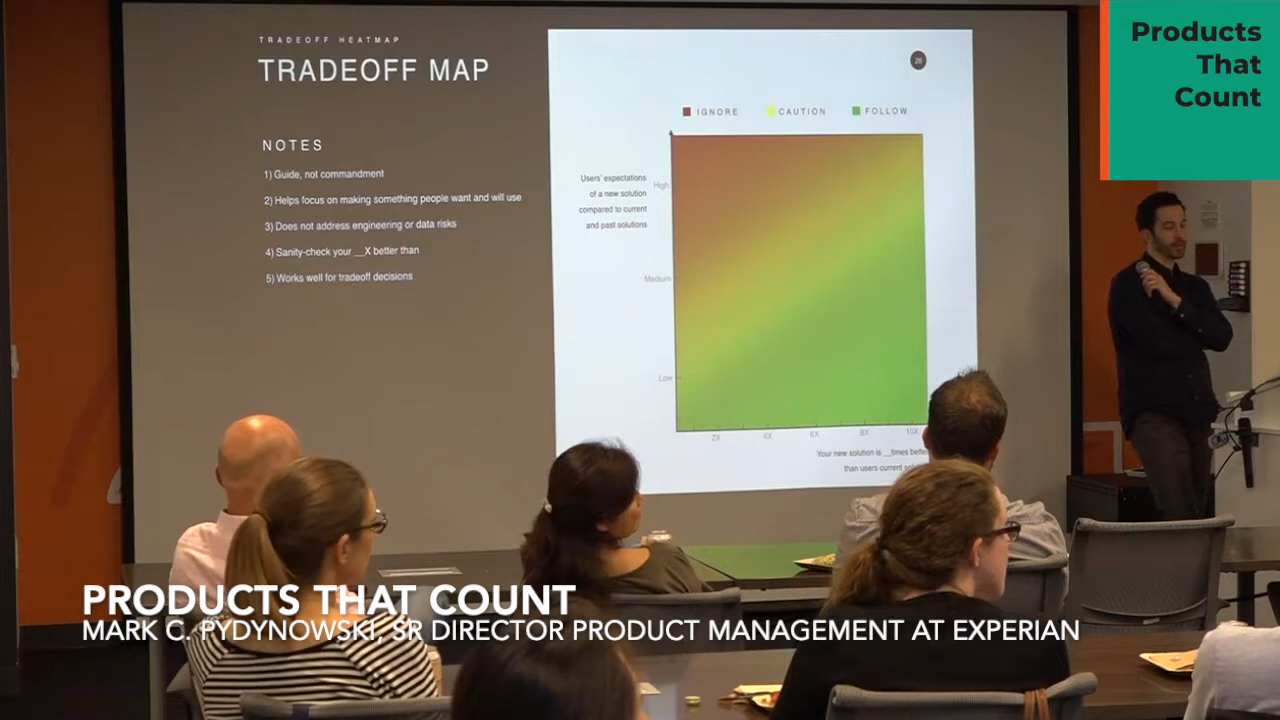 TRADEOFF HEATMAP
TRADEOFF MAP
NOTES
1) Guide, not commandment
2) Helps focus on making something people want and will use
3) Does not address engineering or data risks
4) Sanity-check your __X better than
5) Works well for tradeoff decisions
26
IGNORE CAUTION FOLLOW
Users' expectations
of a new solution
compared to current
and past solutions
High
Medium
Low
2X 4X 6X 8X 10X
Your new solution is __times
than users current
Products
That
Count
PRODUCTS THAT COUNT
MARK C. PYDYNOWSKI, SR DIRECTOR PRODUCT MANAGEMENT AT EXPERIAN